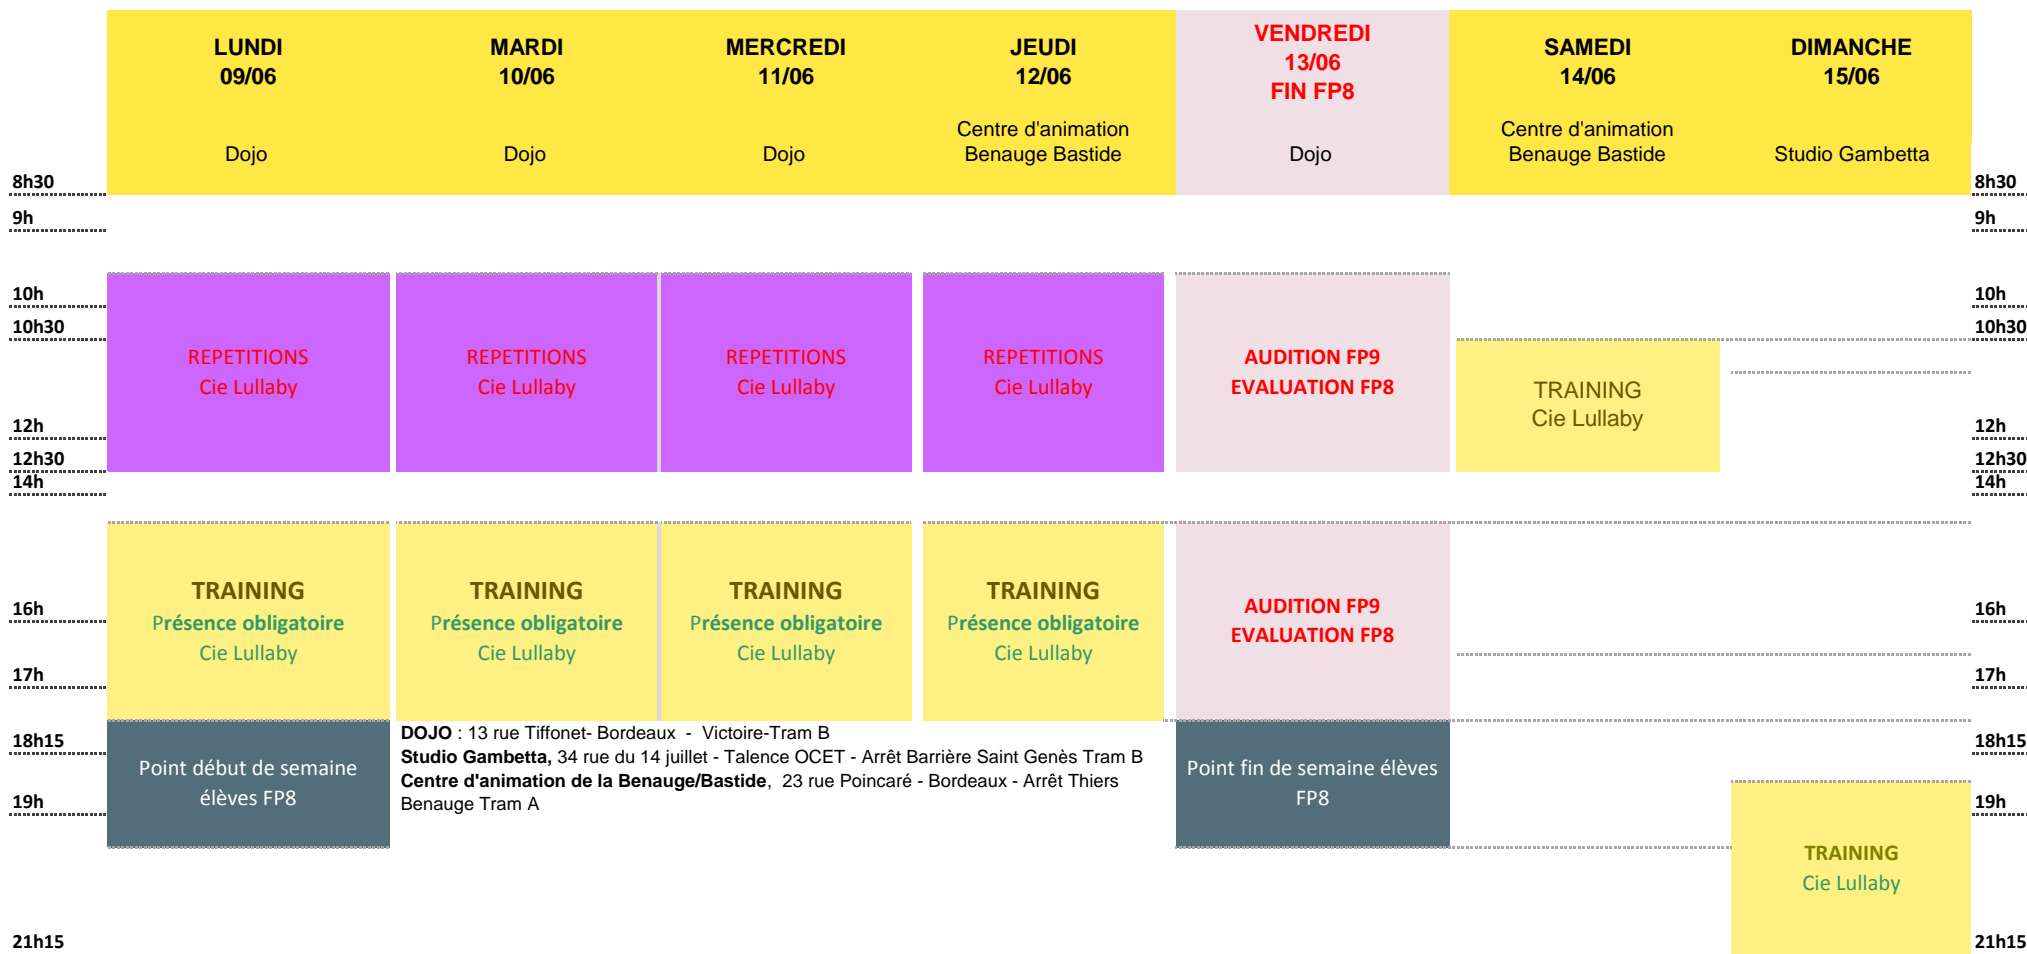 LUNDI
09/06
Dojo
MARDI
10/06
Dojo
MERCREDI
11/06
Dojo
JEUDI
12/06
Centre d'animation
Benauge Bastide
VENDREDI
13/06
FIN FP8
Dojo
SAMEDI
14/06
Centre d'animation
Benauge Bastide
DIMANCHE
15/06
Studio Gambetta
8h30
8h30
9h
9h
10h
10h
10h30
10h30
REPETITIONS
Cie Lullaby
REPETITIONS
Cie Lullaby
REPETITIONS
Cie Lullaby
REPETITIONS
Cie Lullaby
AUDITION FP9
EVALUATION FP8
TRAINING
Cie Lullaby
12h
12h
12h30
12h30
14h
14h
TRAINING
Présence obligatoire
Cie Lullaby
TRAINING
Présence obligatoire
Cie Lullaby
TRAINING
Présence obligatoire
Cie Lullaby
TRAINING
Présence obligatoire
Cie Lullaby
AUDITION FP9
EVALUATION FP8
16h
16h
17h
17h
18h15
18h15
Point début de semaine
élèves FP8
DOJO : 13 rue Tiffonet- Bordeaux - Victoire-Tram B
Studio Gambetta, 34 rue du 14 juillet - Talence OCET - Arrêt Barrière Saint Genès Tram B
Centre d'animation de la Benauge/Bastide, 23 rue Poincaré - Bordeaux - Arrêt Thiers
Benauge Tram A
Point fin de semaine élèves
FP8
19h
19h
TRAINING
Cie Lullaby
21h15
21h15